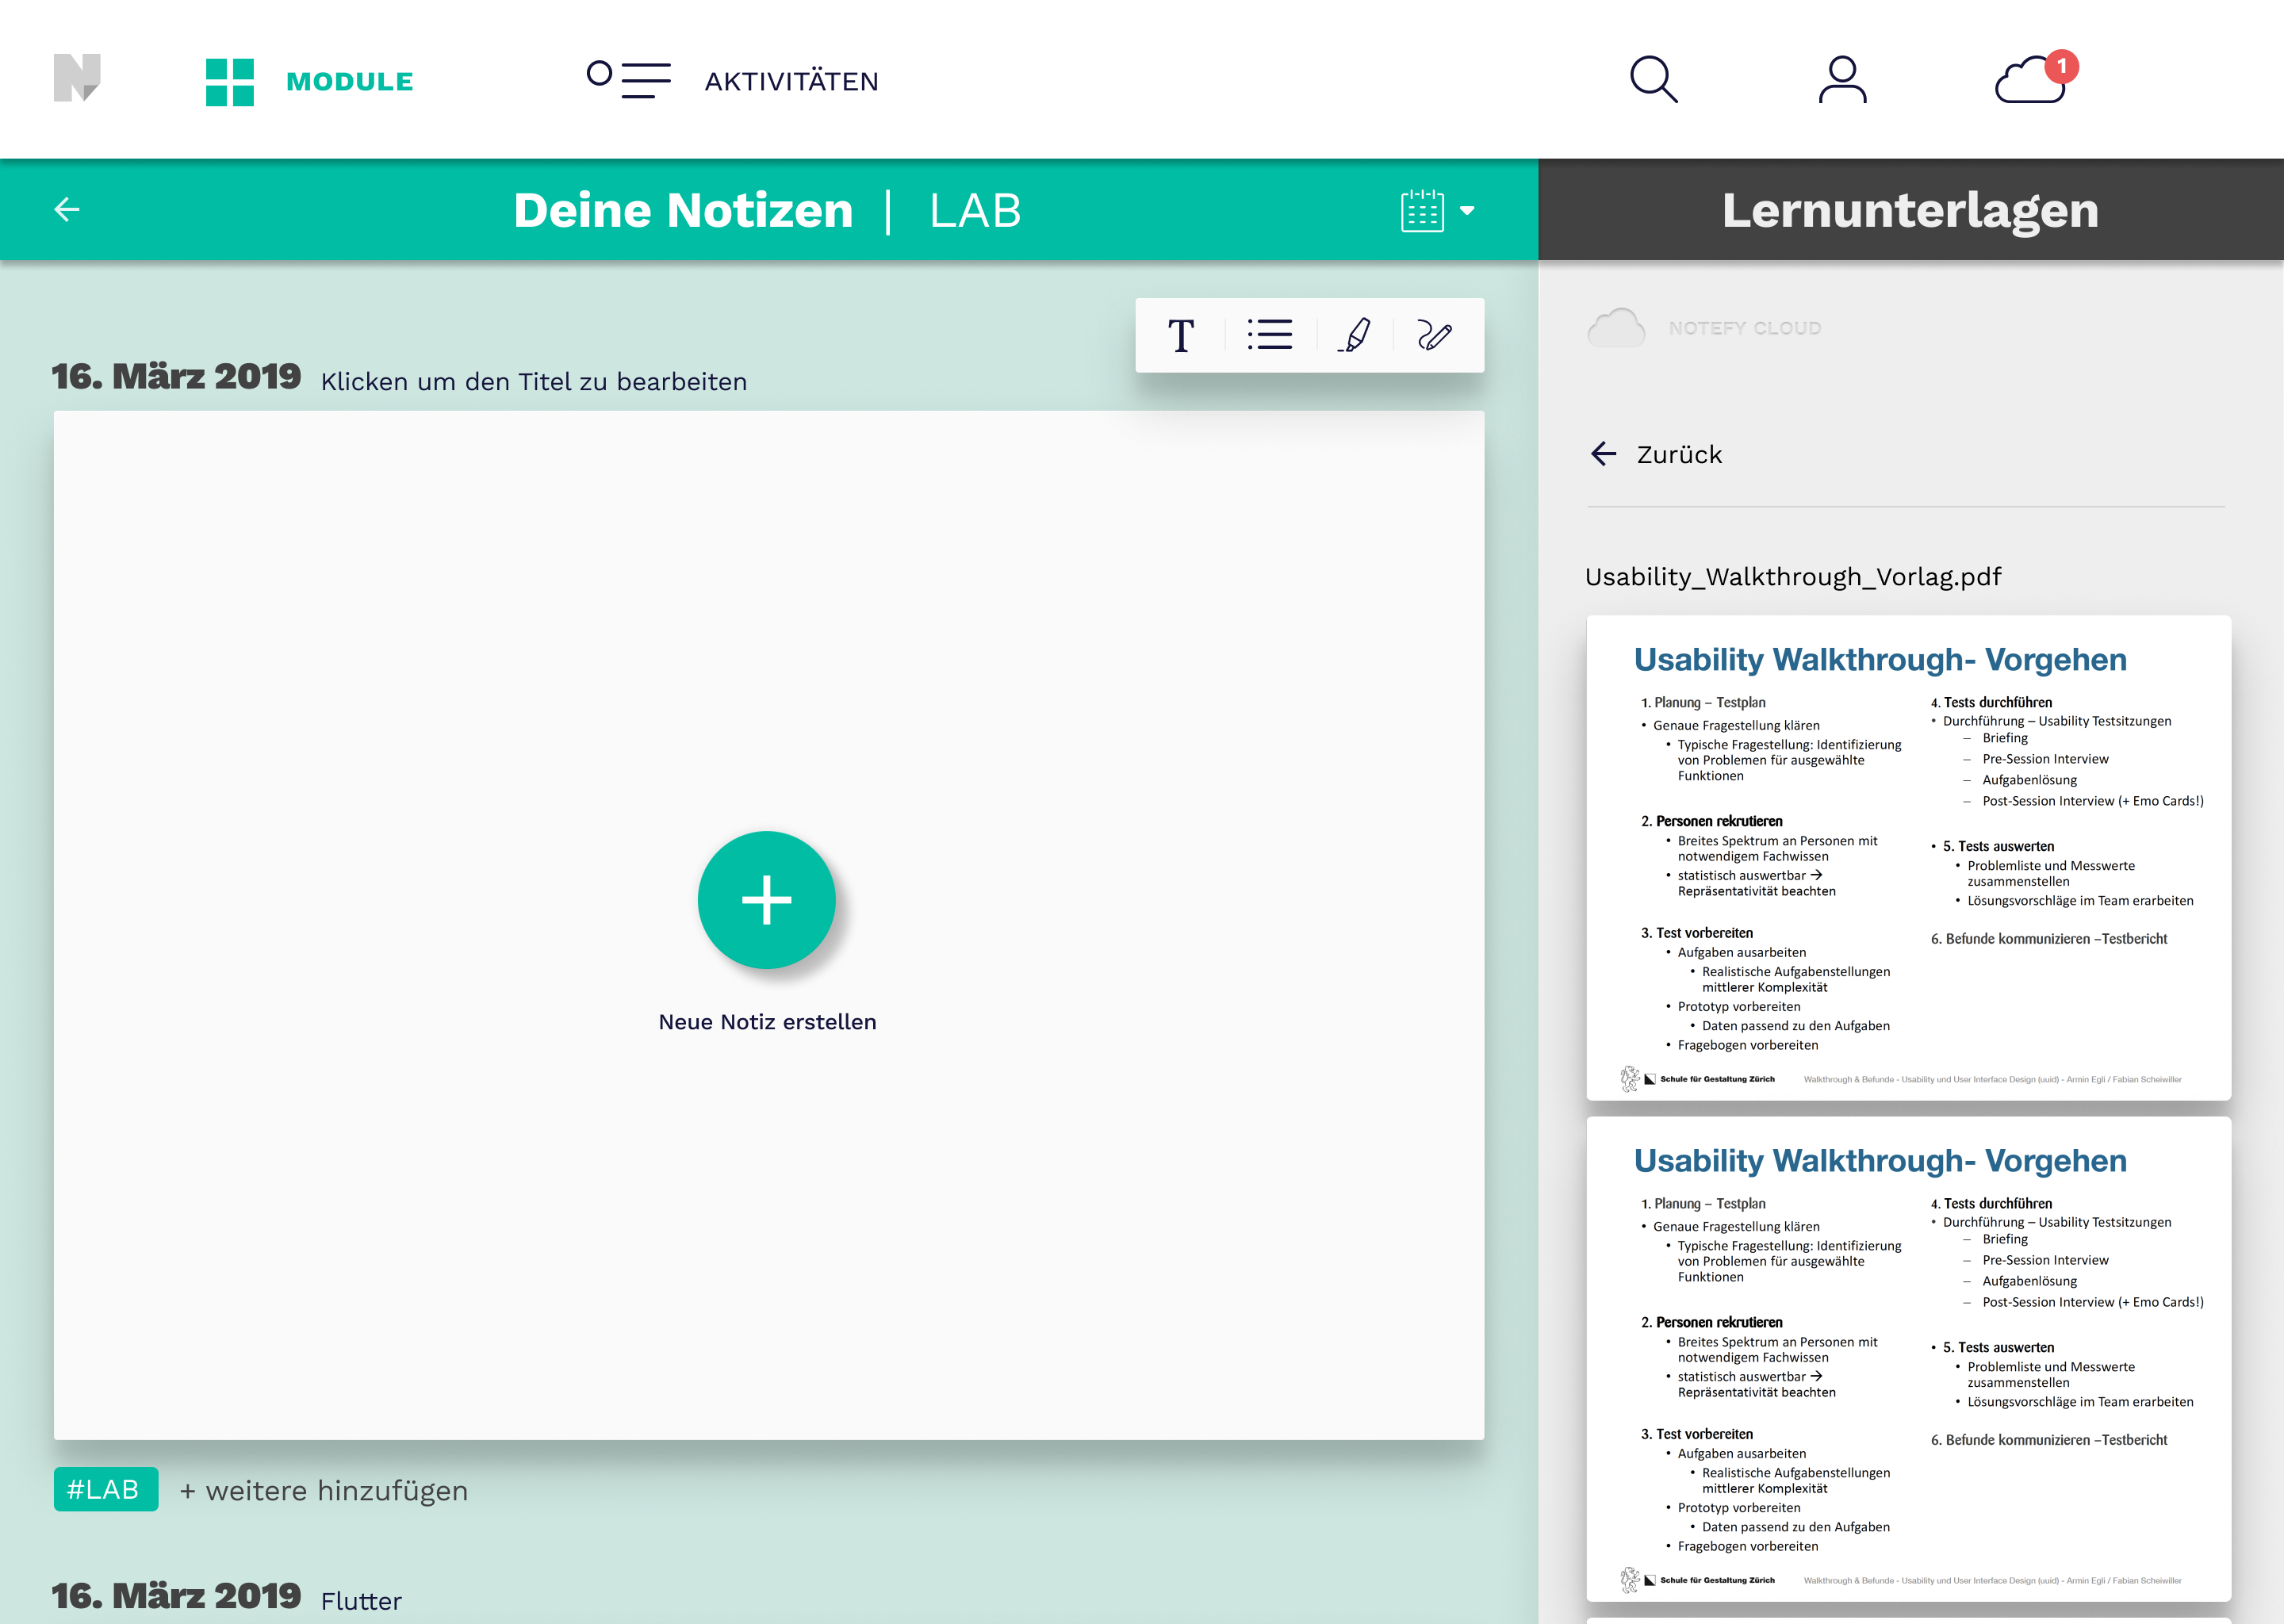 N
MODULE
AKTIVITÄTEN
1
Deine Notizen | LAB
Lernunterlagen
T
16. März 2019 Klicken um den Titel zu bearbeiten
Neue Notiz erstellen
#LAB + weitere hinzufügen
16. März 2019 Flutter
NOTEFY CLOUD
Zurück
Usability_Walkthrough_Vorlag.pdf
Usability Walkthrough- Vorgehen
1. Planung – Testplan
• Genaue Fragestellung klären
• Typische Fragestellung: Identifizierung
von Problemen für ausgewählte
Funktionen
2. Personen rekrutieren
• Breites Spektrum an Personen mit
notwendigem Fachwissen
• statistisch auswertbar →
Repräsentativität beachten
3. Test vorbereiten
• Aufgaben ausarbeiten
• Realistische Aufgabenstellungen
mittlerer Komplexität
• Prototyp vorbereiten
• Daten passend zu den Aufgaben
• Fragebogen vorbereiten
4. Tests durchführen
• Durchführung – Usability Testsitzungen
– Briefing
– Pre-Session Interview
– Aufgabenlösung
– Post-Session Interview (+ Emo Cards!)
• 5. Tests auswerten
• Problemliste und Messwerte
zusammenstellen
• Lösungsvorschläge im Team erarbeiten
6. Befunde kommunizieren –Testbericht
Schule für Gestaltung Zürich
Walkthrough & Befunde - Usability und User Interface Design (uuid) - Armin Egli / Fabian Scheiwiller
Usability Walkthrough- Vorgehen
1. Planung – Testplan
• Genaue Fragestellung klären
• Typische Fragestellung: Identifizierung
von Problemen für ausgewählte
Funktionen
2. Personen rekrutieren
• Breites Spektrum an Personen mit
notwendigem Fachwissen
• statistisch auswertbar →
Repräsentativität beachten
3. Test vorbereiten
• Aufgaben ausarbeiten
• Realistische Aufgabenstellungen
mittlerer Komplexität
• Prototyp vorbereiten
• Daten passend zu den Aufgaben
• Fragebogen vorbereiten
4. Tests durchführen
• Durchführung – Usability Testsitzungen
– Briefing
– Pre-Session Interview
– Aufgabenlösung
– Post-Session Interview (+ Emo Cards!)
• 5. Tests auswerten
• Problemliste und Messwerte
zusammenstellen
• Lösungsvorschläge im Team erarbeiten
6. Befunde kommunizieren –Testbericht
Schule für Gestaltung Zürich
Walkthrough & Befunde - Usability und User Interface Design (uuid) - Armin Egli / Fabian Scheiwiller